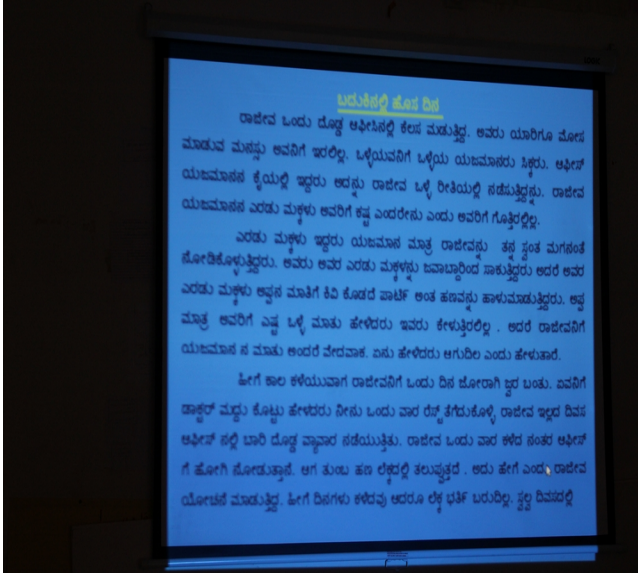 ಬದುಕಿನಲ್ಲಿ ಹೊಸ ದಿನ
ರಾಜೀವ ಒಂದು ದೊಡ್ಡ ಆಫೀಸಿನಲ್ಲಿ ಕೆಲಸ ಮಡುತ್ತಿದ್ದ. ಅವರು ಯಾರಿಗೂ ಮೋಸ
ಮಾಡುವ ಮನಸ್ಸು ಅವನಿಗೆ ಇರಲಿಲ್ಲ. ಒಳ್ಳೆಯವನಿಗೆ ಒಳ್ಳೆಯ ಯಜಮಾನರು ಸಿಕ್ಕರು. ಆಫೀಸ್
ಯಜಮಾನನ ಕೈಯಲ್ಲಿ ಇದ್ದರು ಅದನ್ನು ರಾಜೀವ ಒಳ್ಳೆ ರೀತಿಯಲ್ಲಿ ನಡೆಸುತ್ತಿದ್ದನ್ನು. ರಾಜೀವ
ಯಜಮಾನನ ಎರಡು ಮಕ್ಕಳು ಅವರಿಗೆ ಕಷ್ಟ ಎಂದರೇನು ಎಂದು ಅವರಿಗೆ ಗೊತ್ತಿರಲ್ಲಿಲ್ಲ.
ಎರಡು ಮಕ್ಕಳು ಇದ್ದರು ಯಜಮಾನ ಮಾತ್ರ ರಾಜೀವನ್ನು ತನ್ನ ಸ್ವಂತ ಮಗನಂತೆ
ನೋಡಿಕೊಳ್ಳುತ್ತಿದ್ದರು. ಅವರು ಅವರ ಎರಡು ಮಕ್ಕಳನ್ನು ಜವಾಬ್ದಾರಿಂದ ಸಾಕುತ್ತಿದ್ದರು ಆದರೆ ಅವರ
ಎರಡು ಮಕ್ಕಳು ಅಪ್ಪನ ಮಾತಿಗೆ ಕಿವಿ ಕೊಡದೆ ಪಾರ್ಟಿ ಅಂತ ಹಣವನ್ನು ಹಾಳುಮಾಡುತ್ತಿದ್ದರು. ಅಪ್ಪ
ಮಾತ್ರ ಅವರಿಗೆ ಎಷ್ಟ ಒಳ್ಳೆ ಮಾತು ಹೇಳಿದರು ಇವರು ಕೇಳುತ್ತಿರಲಿಲ್ಲ . ಆದರೆ ರಾಜೀವನಿಗೆ
ಯಜಮಾನ ನ ಮಾತು ಅಂದರೆ ವೇದವಾಕ. ಏನು ಹೇಳಿದರು ಆಗುದಿಲ ಎಂದು ಹೇಳುತಾರೆ.
ಹೀಗೆ ಕಾಲ ಕಳೆಯುವಾಗ ರಾಜೀವನಿಗೆ ಒಂದು ದಿನ ಜೋರಾಗಿ ಜ್ವರ ಬಂತು. ಏವನಿಗೆ
ಡಾಕ್ಟರ್ ಮದ್ದು ಕೊಟ್ಟು ಹೇಳದರು ನೀನು ಒಂದು ವಾರ ರೆಸ್ಟ್ ತೆಗೆದುಕೊಳ್ಳಿ ರಾಜೀವ ಇಲ್ಲದ ದಿವಸ
ಆಫೀಸ್ ನಲ್ಲಿ ಬಾರಿ ದೊಡ್ಡ ವ್ಯಾವಾರ ನಡೆಯುತ್ತಿತು. ರಾಜೀವ ಒಂದು ವಾರ ಕಳೆದ ನಂತರ ಆಫೀಸ್
ಗೆ ಹೋಗಿ ನೋಡುತ್ತಾನೆ. ಆಗ ತುಂಬ ಹಣ ಲೆಕ್ಕದಲ್ಲಿ ತಲುವುತ್ತದೆ . ಅದು ಹೇಗೆ ಎಂದು ರಾಜೀವ
ಯೋಚನೆ ಮಾಡುತ್ತಿದ್ದ. ಹೀಗೆ ದಿನಗಳು ಕಳೆದವು ಆದರೂ ಲೆಕ್ಕ ಭರ್ತಿ ಬರುದಿಲ್ಲ. ಸ್ವಲ್ಪ ದಿವಸದಲ್ಲಿ